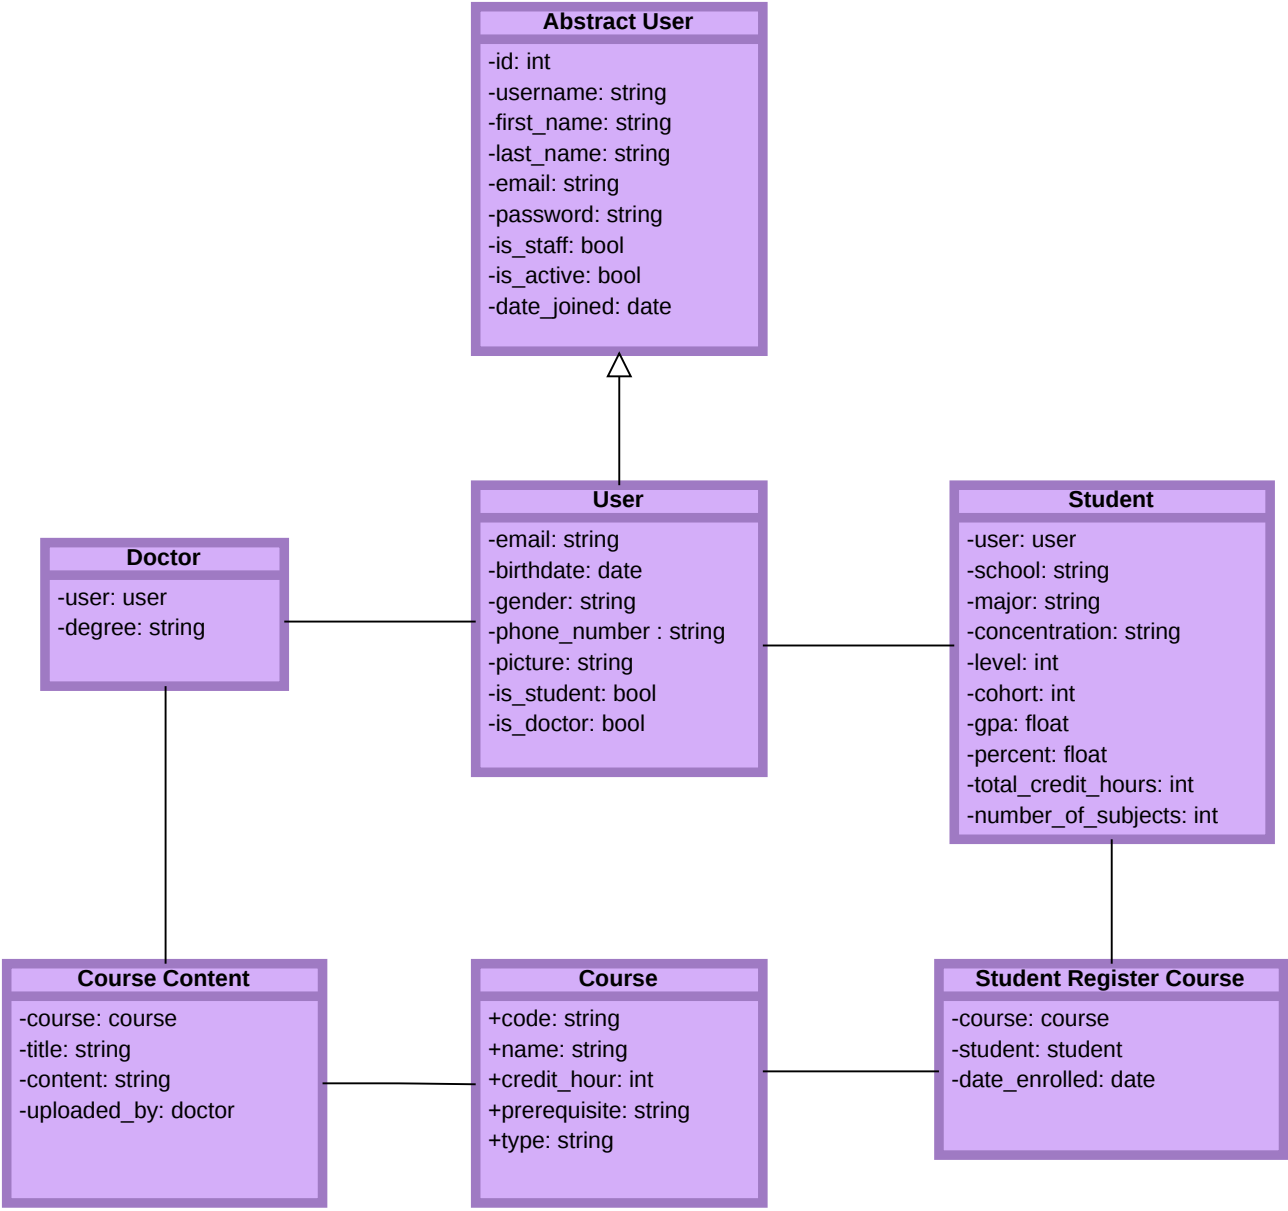 Abstract User
-id: int
-username: string
-first_name: string
-last_name: string
-email: string
-password: string
-is_staff: bool
-is_active: bool
-date_joined: date
User
-email: string
-birthdate: date
-gender: string
-phone_number : string
-picture: string
-is_student: bool
-is_doctor: bool
Student
-user: user
-school: string
-major: string
-concentration: string
-level: int
-cohort: int
-gpa: float
-percent: float
-total_credit_hours: int
-number_of_subjects: int
Doctor
-user: user
-degree: string
Course Content
-course: course
-title: string
-content: string
-uploaded_by: doctor
Course
+code: string
+name: string
+credit_hour: int
+prerequisite: string
+type: string
Student Register Course
-course: course
-student: student
-date_enrolled: date